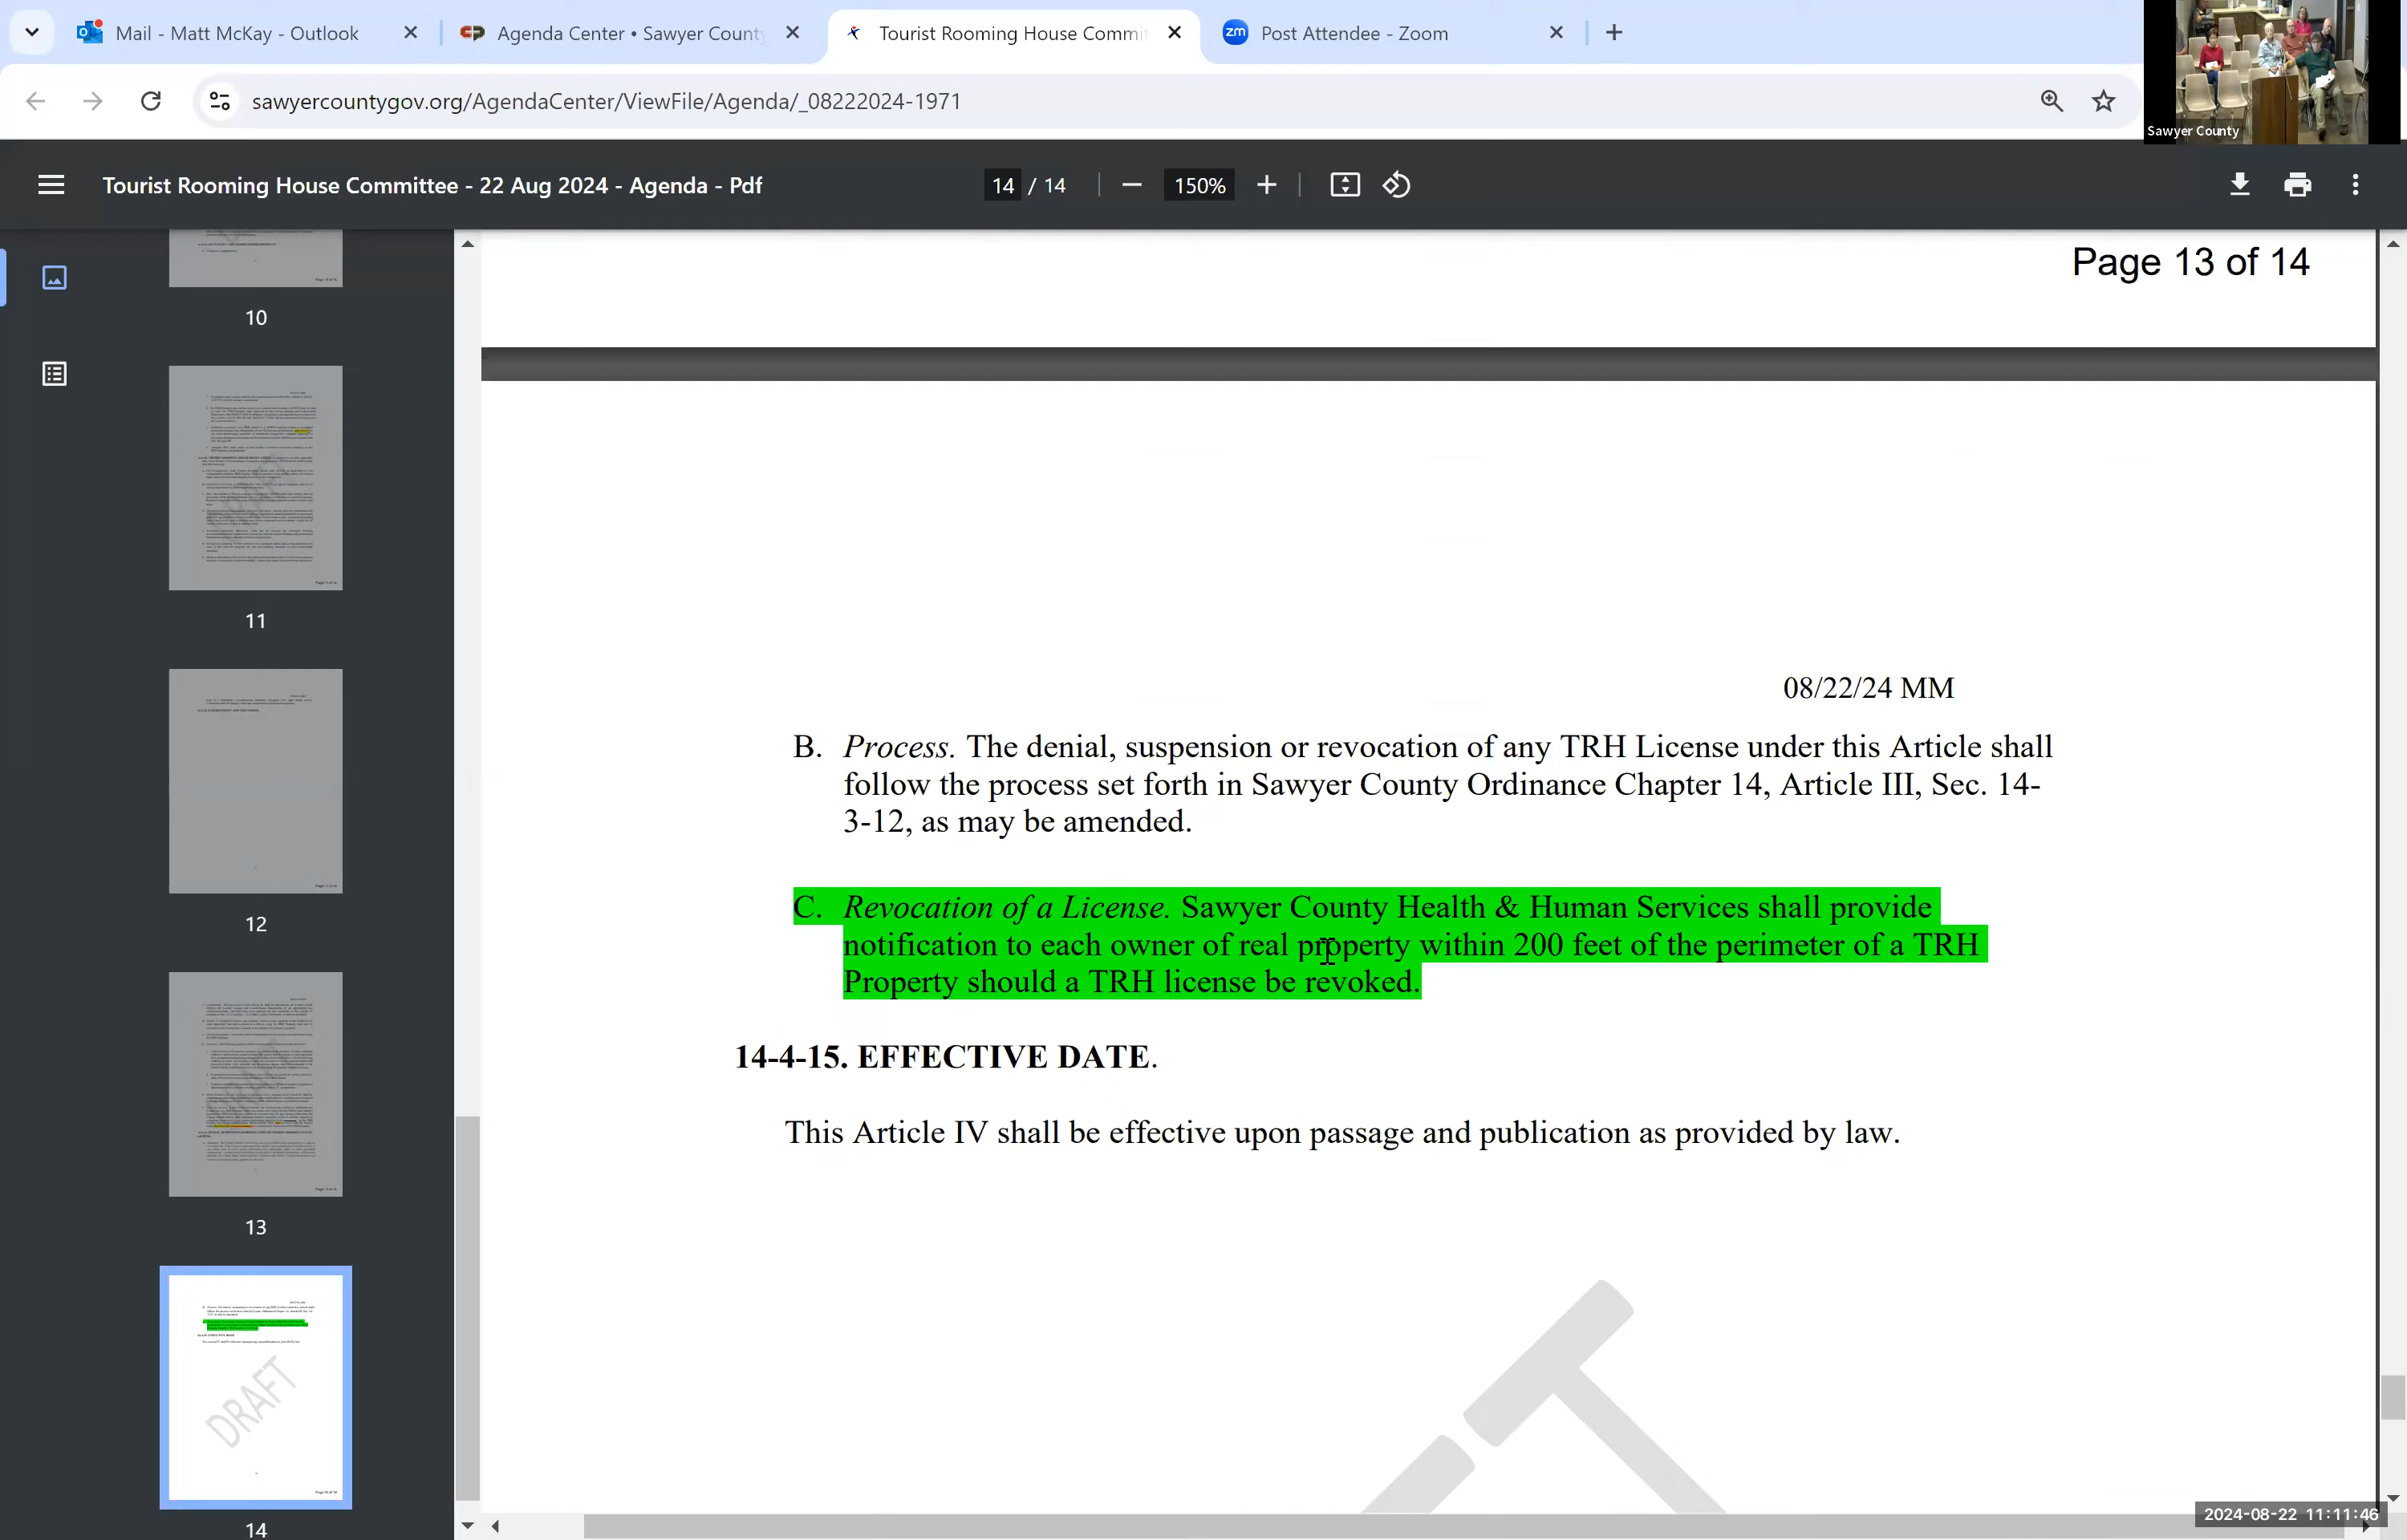 Mail - Matt McKay - Outlook
Agenda Center • Sawyer County
Tourist Rooming House Commit
zm
Post Attendee - Zoom
sawyercountygov.org/AgendaCenter/ViewFile/Agenda/_08222024-1971
Sawyer County
Tourist Rooming House Committee - 22 Aug 2024 - Agenda - Pdf
14 / 14
150%
10
11
12
13
DRAFT
14
Page 13 of 14
08/22/24 MM
B. Process. The denial, suspension or revocation of any TRH License under this Article shall
follow the process set forth in Sawyer County Ordinance Chapter 14, Article III, Sec. 14-
3-12, as may be amended.
C. Revocation of a License. Sawyer County Health & Human Services shall provide
notification to each owner of real property within 200 feet of the perimeter of a TRH
Property should a TRH license be revoked.
14-4-15. EFFECTIVE DATE.
This Article IV shall be effective upon passage and publication as provided by law.
2024-08-22 11:11:46